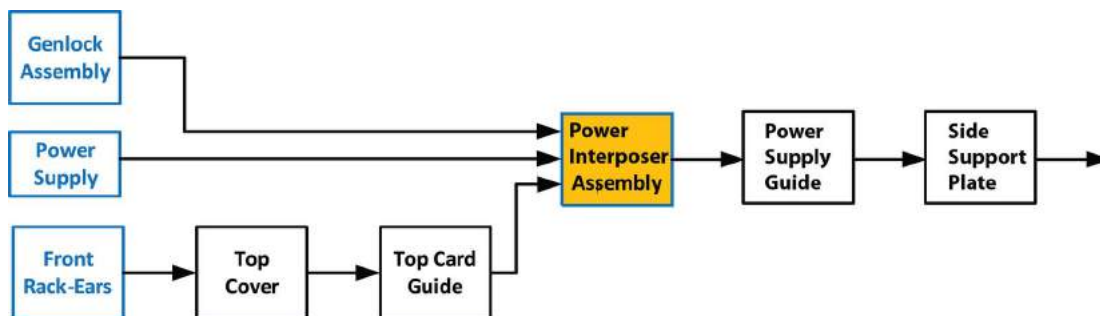 Genlock
Assembly
Power
Supply
Front
Rack-Ears
Top
Cover
Top Card
Guide
Power
Interposer
Assembly
Power
Supply
Guide
Side
Support
Plate